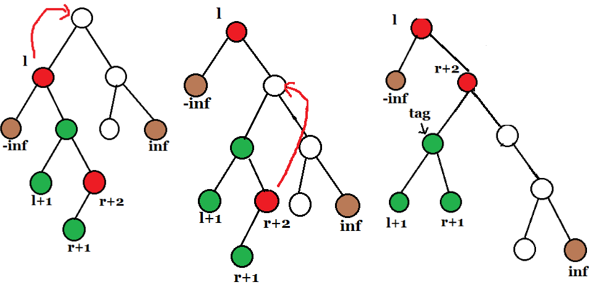 l
-inf
inf
l+1
r+2
r+1
l
-inf
l+1
r+2
inf
r+1
l
r+2
-inf
tag
l+1
r+1
inf